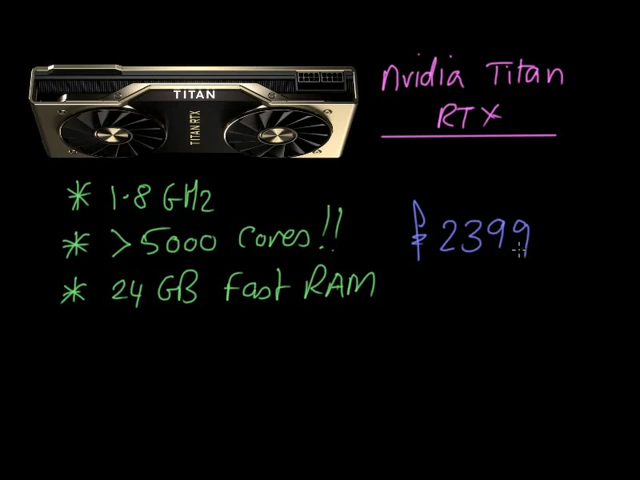 TITAN
TITAN RTX
Nvidia Titan
RTX
* 1.8 GHz
* >5000 cores!!
* 24 GB fast RAM
£2399